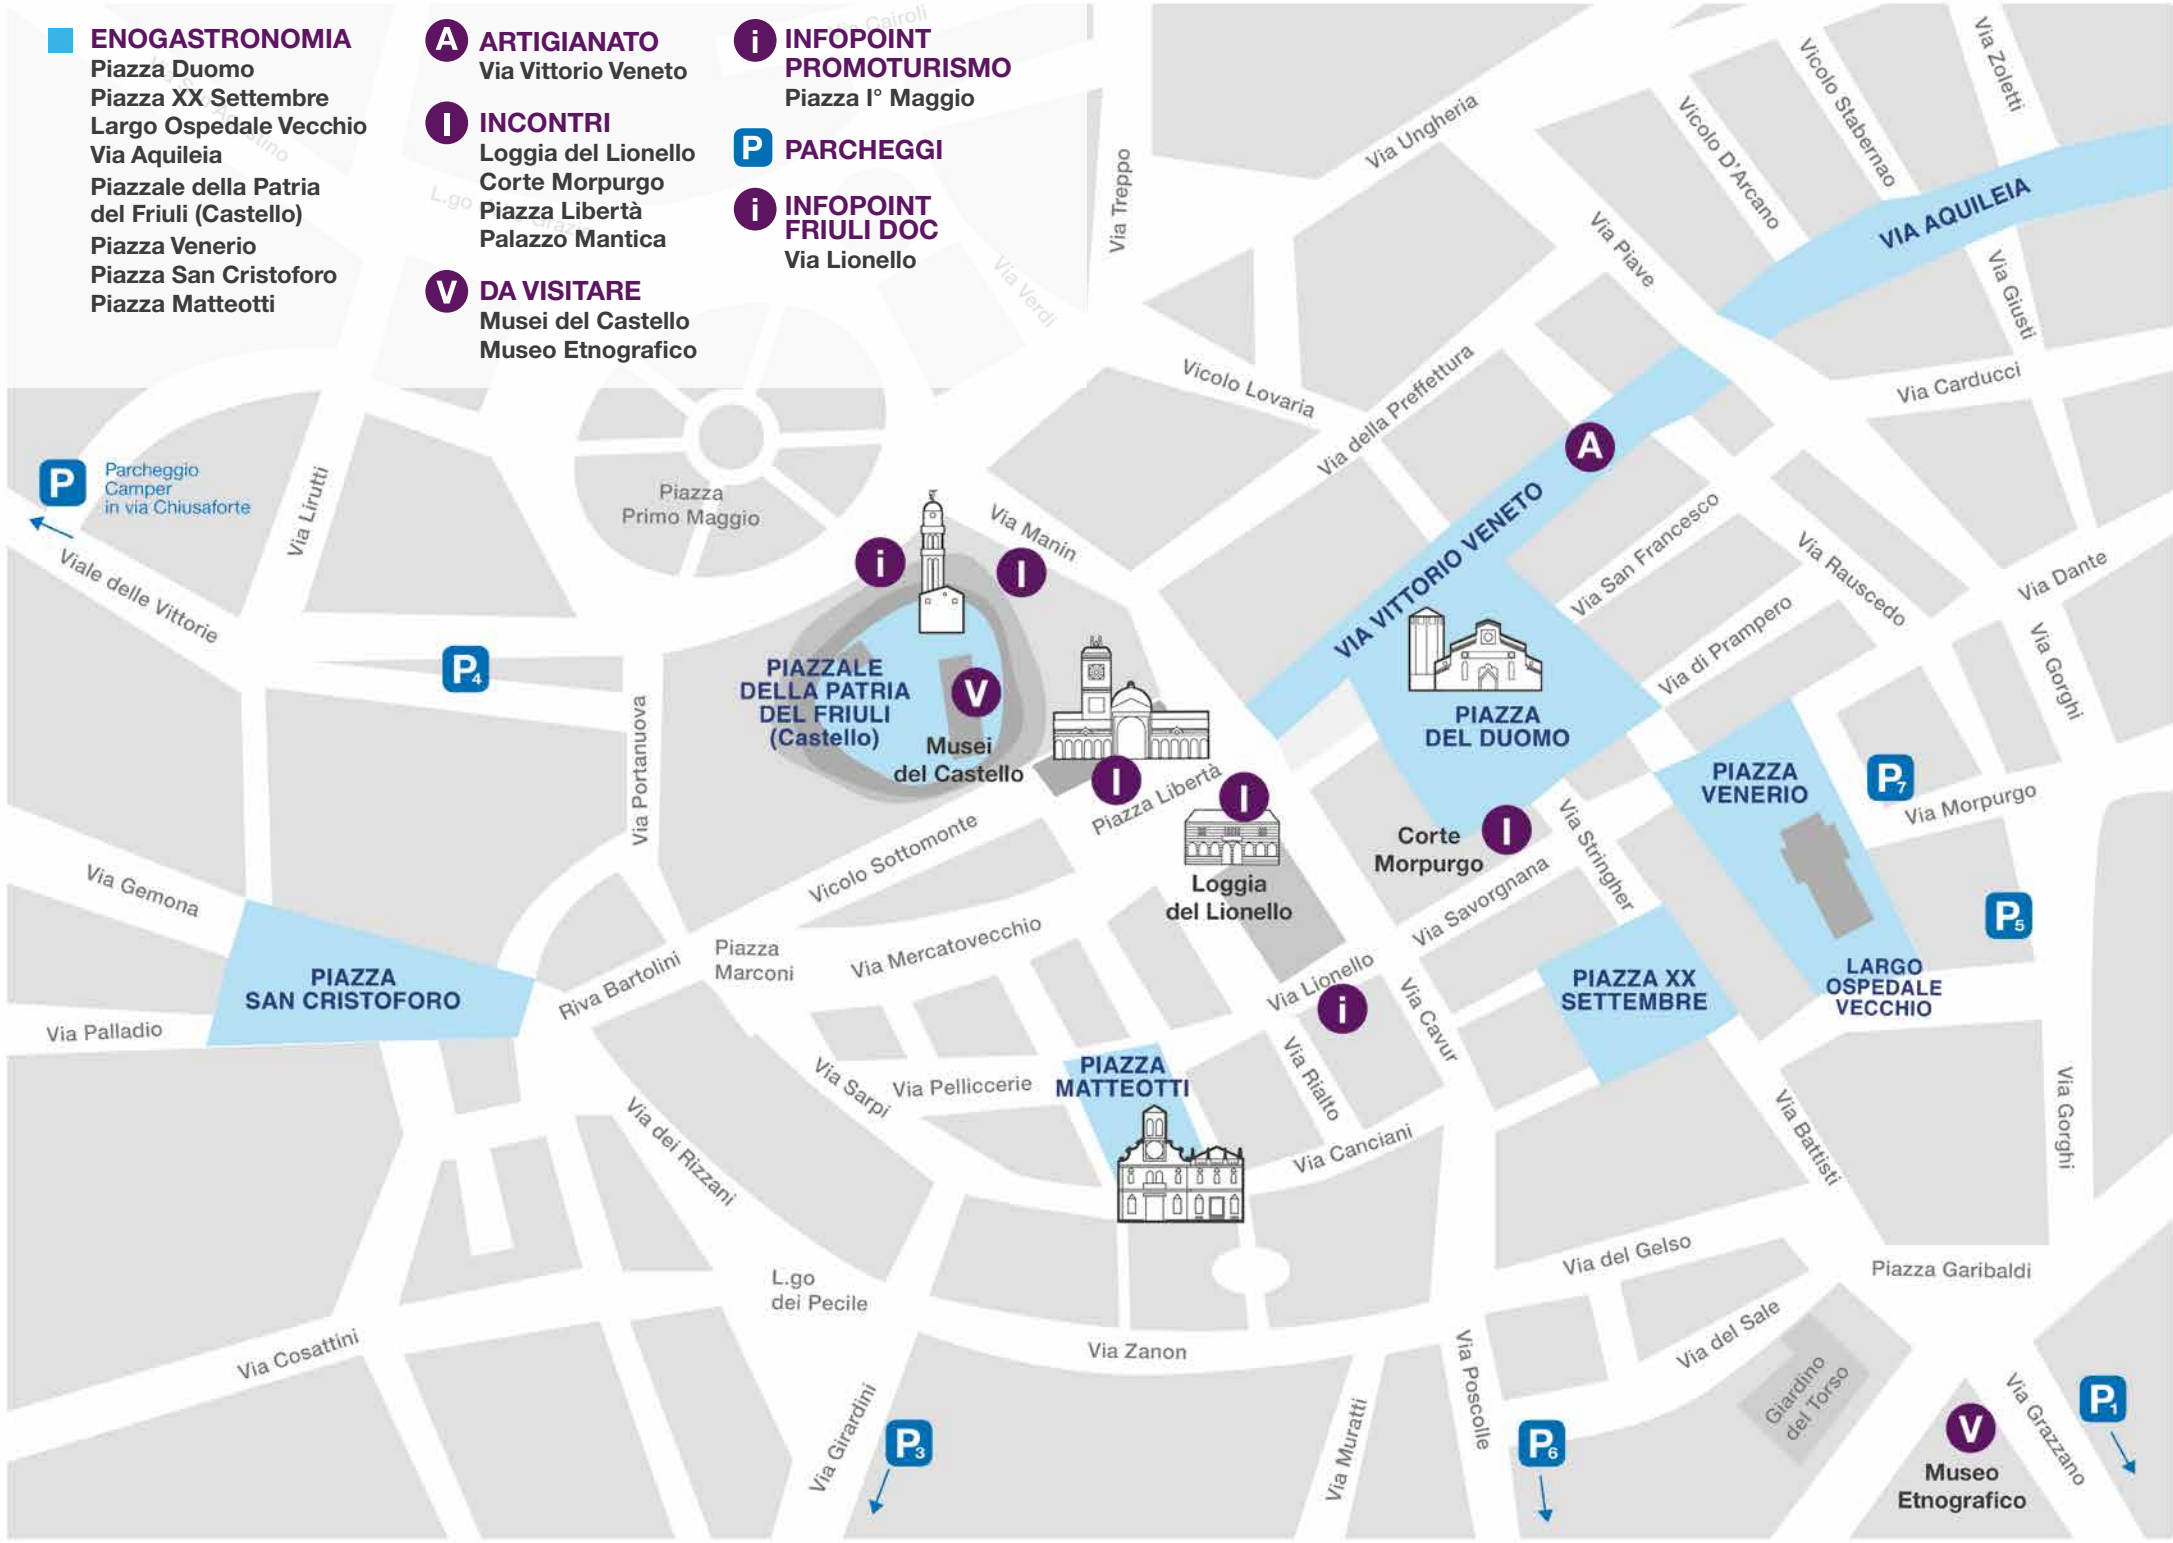 ENOGASTRONOMIA
Piazza Duomo
Piazza XX Settembre
Largo Ospedale Vecchio
Via Aquileia
Piazzale della Patria
del Friuli (Castello)
Piazza Venerio
Piazza San Cristoforo
Piazza Matteotti
A ARTIGIANATO
Via Vittorio Veneto
I INCONTRI
Loggia del Lionello
Corte Morpurgo
Piazza Libertà
Palazzo Mantica
V DA VISITARE
Musei del Castello
Museo Etnografico
i INFOPOINT
PROMOTURISMO
Piazza I° Maggio
P PARCHEGGI
i INFOPOINT
FRIULI DOC
Via Lionello
Via Cairoli
L.go
Via Verdi
Via Treppo
Via Ungheria
Vicolo Stabernao
Via Zoletti
Vicolo D'Arcano
Via Piave
VIA AQUILEIA
Via Giusti
Via Carducci
Vicolo Lovaria
Via della Preffettura
A
P
Parcheggio
Camper
in via Chiusaforte
Via Lirutti
Viale delle Vittorie
Piazza
Primo Maggio
i
I
Via Manin
VIA VITTORIO VENETO
Via San Francesco
Via Rauscedo
Via Dante
Via di Prampero
Via Gorghi
P4
Via Portanuova
PIAZZALE
DELLA PATRIA
DEL FRIULI
(Castello)
V
Musei
del Castello
I
Piazza Libertà
I
Loggia
del Lionello
PIAZZA
DEL DUOMO
Corte
Morpurgo
I
Via Stringher
Via Savorgnana
PIAZZA
VENERIO
P7
Via Morpurgo
P5
LARGO
OSPEDALE
VECCHIO
PIAZZA XX
SETTEMBRE
Via Gemona
PIAZZA
SAN CRISTOFORO
Via Palladio
Vicolo Sottomonte
Riva Bartolini
Piazza
Marconi
Via Mercatovecchio
Via Lionello
i
Via Cavur
Via Rialto
Via Sarpi
Via Pelliccerie
PIAZZA
MATTEOTTI
Via Canciani
Via dei Rizzani
Via Battisti
Via Gorghi
Via del Gelso
Piazza Garibaldi
L.go
dei Pecile
Via Cosattini
Via Zanon
Via del Sale
Giardino
del Torso
Via Girardini
P3
Via Muratti
Via Poscolle
P6
V
Museo
Etnografico
Via Grazzano
P1